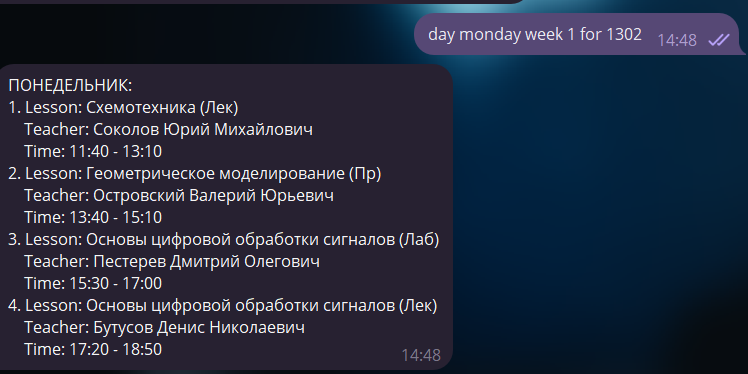 day monday week 1 for 1302 14:48
ПОНЕДЕЛЬНИК:
1. Lesson: Схемотехника (Лек)
Teacher: Соколов Юрий Михайлович
Time: 11:40 - 13:10
2. Lesson: Геометрическое моделирование (Пр)
Teacher: Островский Валерий Юрьевич
Time: 13:40 - 15:10
3. Lesson: Основы цифровой обработки сигналов (Лаб)
Teacher: Пестерев Дмитрий Олегович
Time: 15:30 - 17:00
4. Lesson: Основы цифровой обработки сигналов (Лек)
Teacher: Бутусов Денис Николаевич
Time: 17:20 - 18:50
14:48